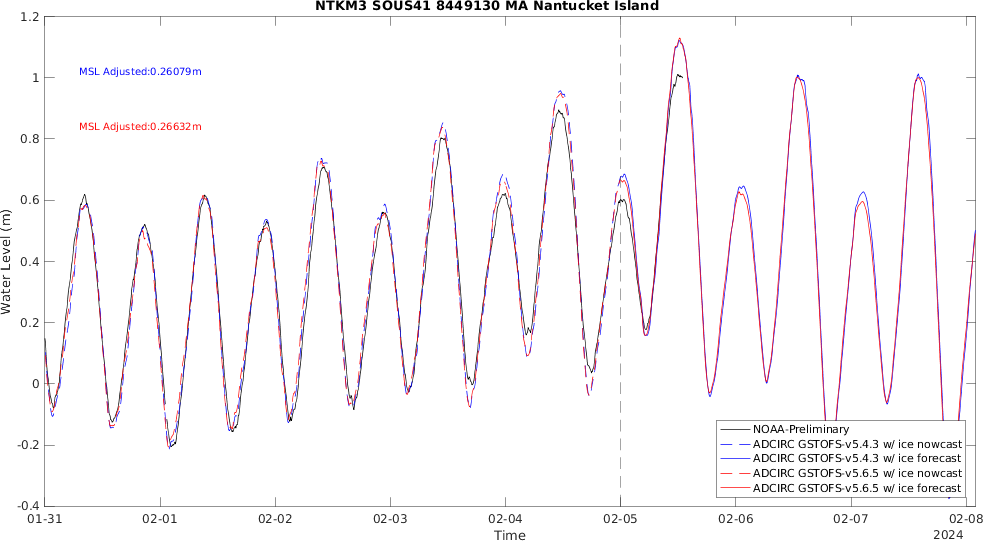 NTKM3 SOUS41 8449130 MA Nantucket Island
1.2
1
0.8
0.6
0.4
0.2
0
-0.2
-0.4
Water Level (m)
MSL Adjusted:0.26079m
MSL Adjusted:0.26632m
NOAA-Preliminary
ADCIRC GSTOFS-v5.4.3 w/ ice nowcast
ADCIRC GSTOFS-v5.4.3 w/ ice forecast
ADCIRC GSTOFS-v5.6.5 w/ ice nowcast
ADCIRC GSTOFS-v5.6.5 w/ ice forecast
01-31 02-01 02-02 02-03 02-04 02-05 02-06 02-07 02-08
Time
2024